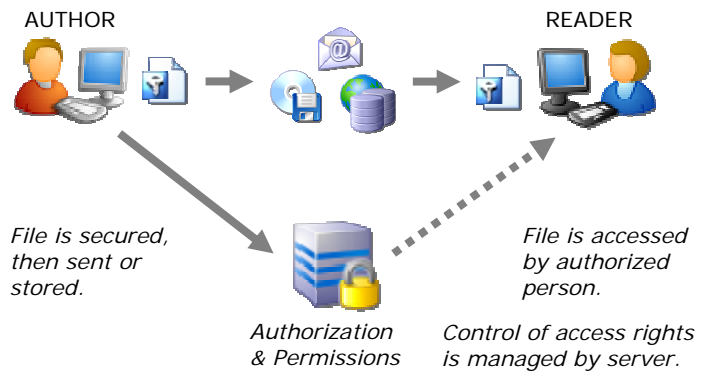 AUTHOR
READER
@
File is secured,
then sent or
stored.
File is accessed
by authorized
person.
Authorization
& Permissions
Control of access rights
is managed by server.